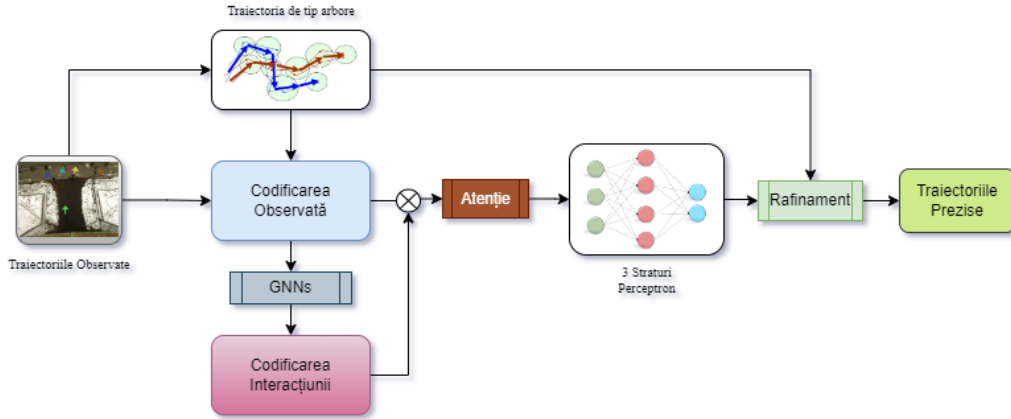 Traiectoria de tip arbore
Traiectoriile Observate
Codificarea
Observată
GNNs
Codificarea
Interacțiunii
Atenție
3 Straturi
Perceptron
Rafinament
Traiectoriile
Prezise